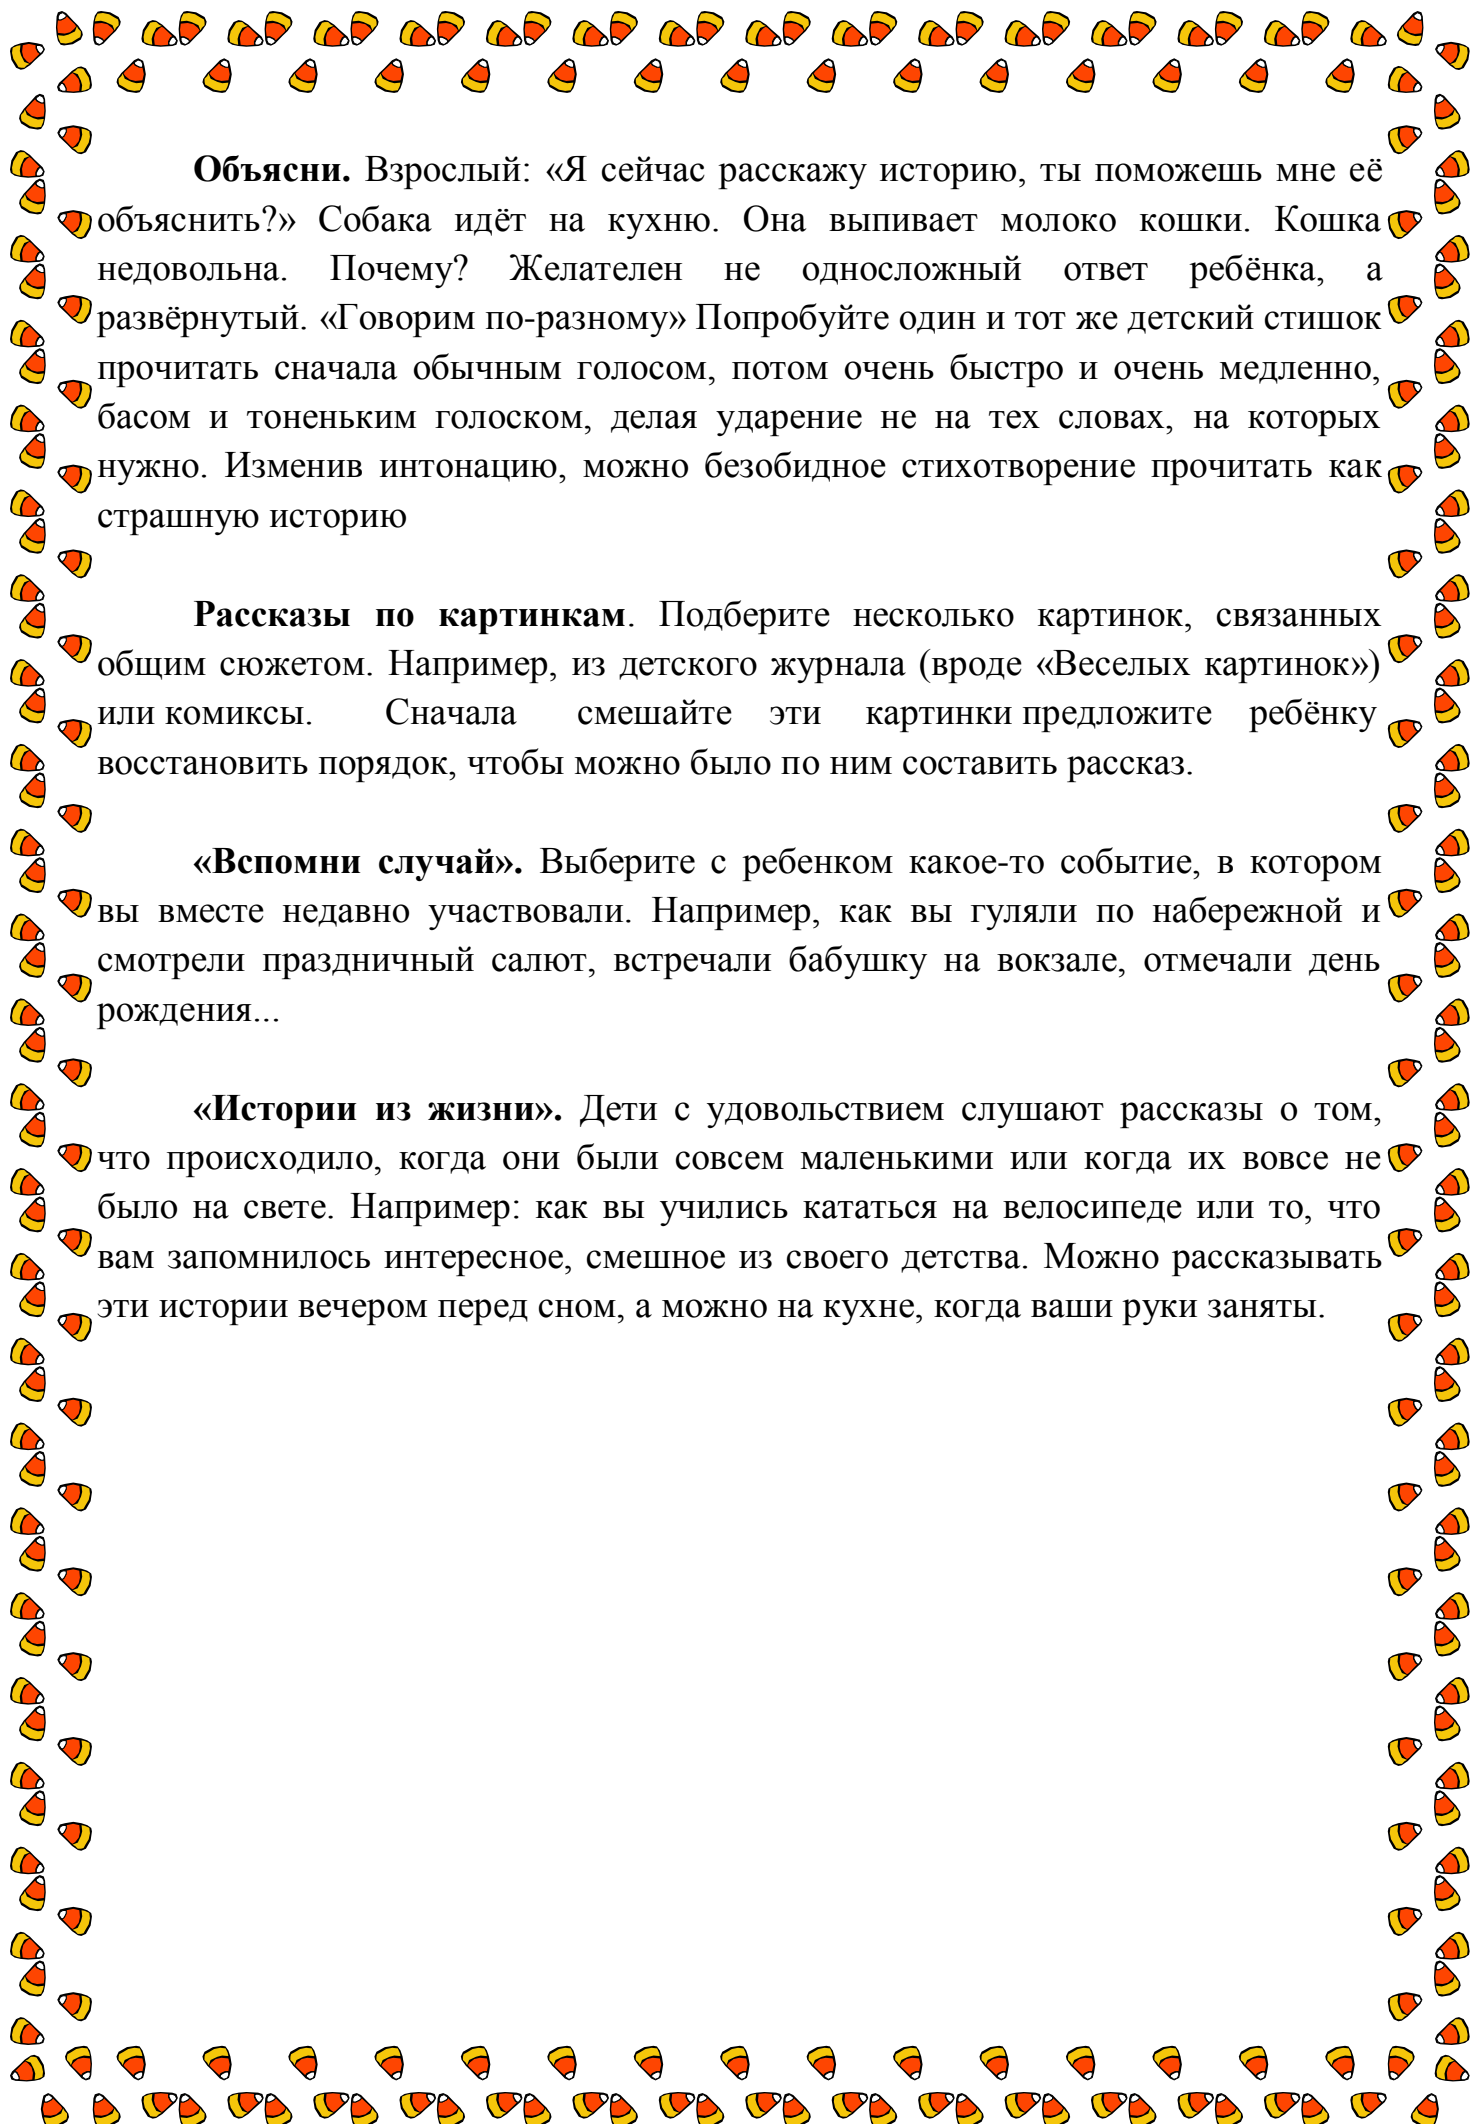 Объясни. Взрослый: «Я сейчас расскажу историю, ты поможешь мне её
объяснить?» Собака идёт на кухню. Она выпивает молоко кошки. Кошка
недовольна. Почему? Желателен не односложный ответ ребёнка, а
развёрнутый. «Говорим по-разному» Попробуйте один и тот же детский стишок
прочитать сначала обычным голосом, потом очень быстро и очень медленно,
басом и тоненьким голоском, делая ударение не на тех словах, на которых
нужно. Изменив интонацию, можно безобидное стихотворение прочитать как
страшную историю
Рассказы по картинкам. Подберите несколько картинок, связанных
общим сюжетом. Например, из детского журнала (вроде «Веселых картинок»)
или комиксы. Сначала смешайте эти картинки предложите ребёнку
восстановить порядок, чтобы можно было по ним составить рассказ.
«Вспомни случай». Выберите с ребенком какое-то событие, в котором
вы вместе недавно участвовали. Например, как вы гуляли по набережной и
смотрели праздничный салют, встречали бабушку на вокзале, отмечали день
рождения...
«Истории из жизни». Дети с удовольствием слушают рассказы о том,
что происходило, когда они были совсем маленькими или когда их вовсе не
было на свете. Например: как вы учились кататься на велосипеде или то, что
вам запомнилось интересное, смешное из своего детства. Можно рассказывать
эти истории вечером перед сном, а можно на кухне, когда ваши руки заняты.